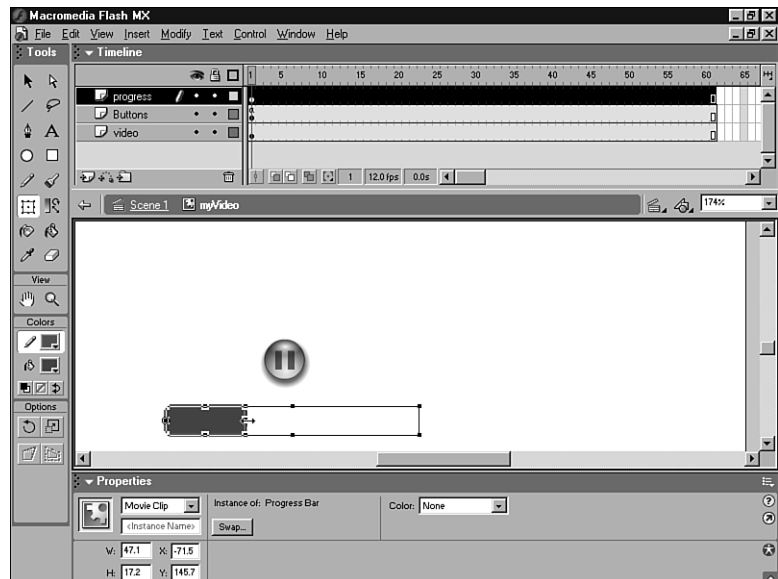 Macromedia Flash MX
File Edit View Insert Modify Text Control Window Help
Tools
Timeline
1 5 10 15 20 25 30 35 40 45 50 55 60 65
progress
Buttons
video
1 12.0 fps 0.0s
Scene 1 myVideo 174%
View
Colors
Options
Properties
Movie Clip Instance of: Progress Bar Color: None
<Instance Name> Swap...
W: 47.1 X: -71.5
H: 17.2 Y: 145.7